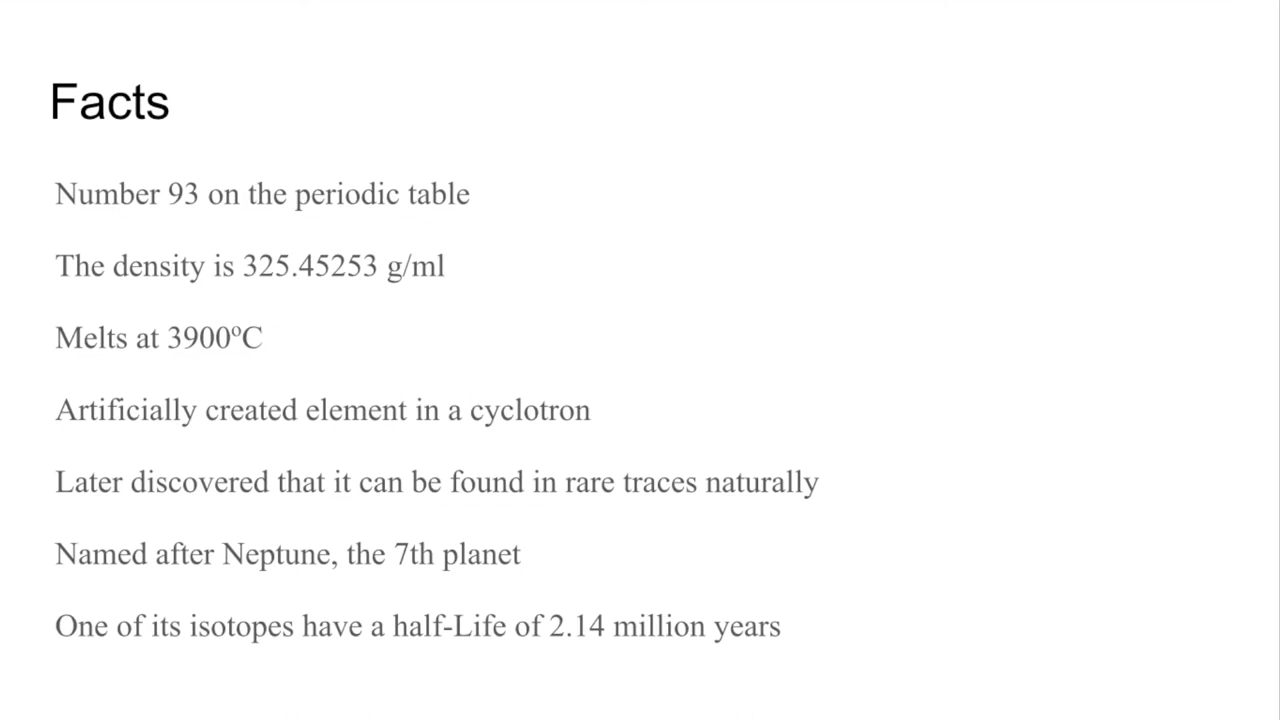 Facts
Number 93 on the periodic table
The density is 325.45253 g/ml
Melts at 3900ºC
Artificially created element in a cyclotron
Later discovered that it can be found in rare traces naturally
Named after Neptune, the 7th planet
One of its isotopes have a half-Life of 2.14 million years